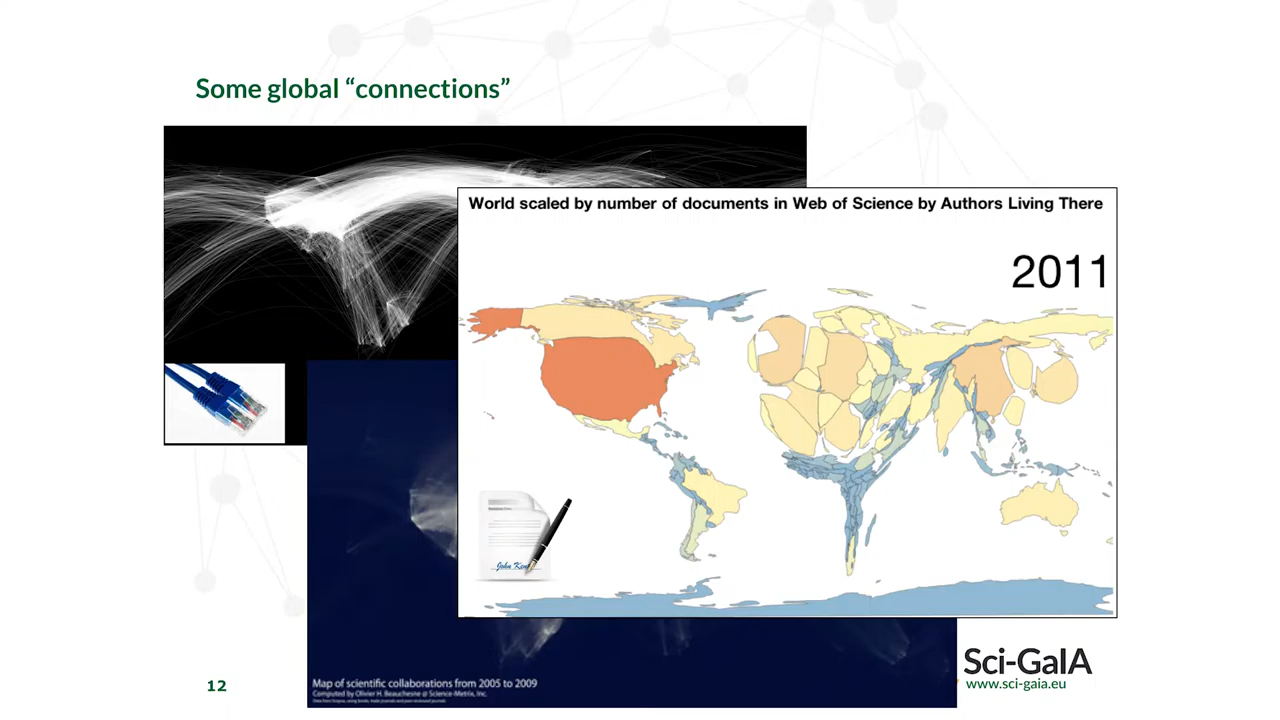 Some global “connections”
World scaled by number of documents in Web of Science by Authors Living There
2011
Map of scientific collaborations from 2005 to 2009
Computed by Olivier H. Beauchesne @ Science-Metrix, Inc.
12
Sci-GaIA
www.sci-gaia.eu